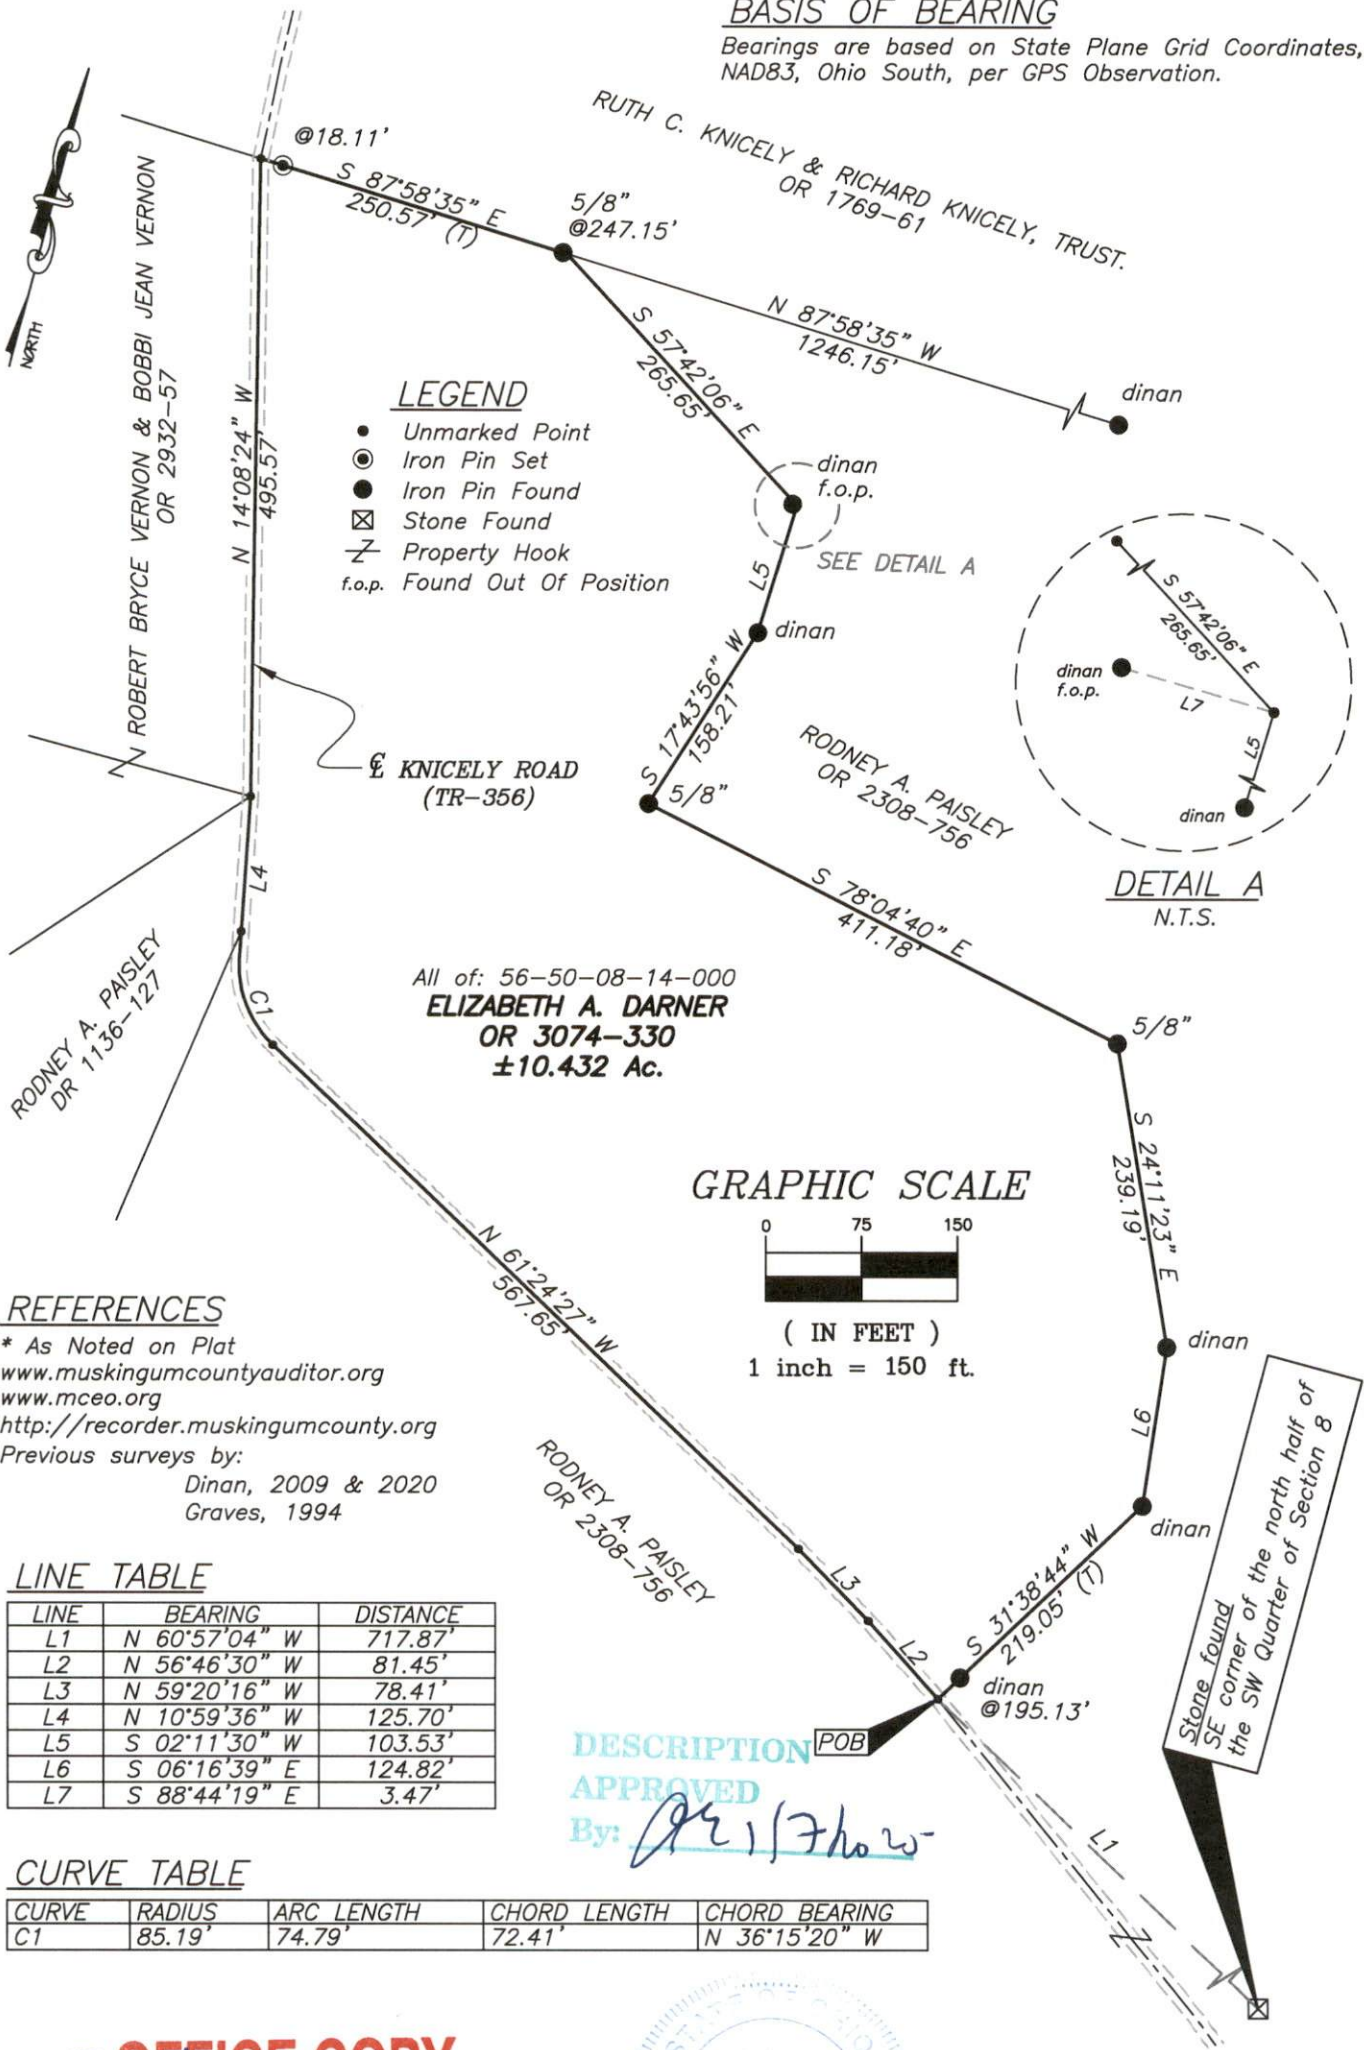 BASIS OF BEARING
Bearings are based on State Plane Grid Coordinates,
NAD83, Ohio South, per GPS Observation.
NORTH
@18.11'
S 87°58'35" E
250.57' (T)
5/8"
@247.15'
RUTH C. KNICELY & RICHARD KNICELY, TRUST.
OR 1769-61
N 87°58'35" W
1246.15'
dinan
ROBERT BRYCE VERNON & BOBBI JEAN VERNON
OR 2932-57
N 14°08'24" W
495.57'
S 57°42'06" E
265.65'
LEGEND
Unmarked Point
Iron Pin Set
Iron Pin Found
Stone Found
Property Hook
f.o.p. Found Out Of Position
dinan
f.o.p.
SEE DETAIL A
L5
dinan
S 17°43'56" W
158.21'
5/8"
S 57°42'06" E
265.65'
dinan
f.o.p.
L7
L5
dinan
DETAIL A
N.T.S.
℄ KNICELY ROAD
(TR-356)
RODNEY A. PAISLEY
OR 2308-756
L4
S 78°04'40" E
411.18'
RODNEY A. PAISLEY
DR 1136-127
C1
All of: 56-50-08-14-000
ELIZABETH A. DARNER
OR 3074-330
±10.432 Ac.
5/8"
S 24°11'23" E
239.19'
GRAPHIC SCALE
0 75 150
( IN FEET )
1 inch = 150 ft.
N 61°24'27" W
567.65'
dinan
L6
dinan
REFERENCES
* As Noted on Plat
www.muskingumcountyauditor.org
www.mceo.org
http://recorder.muskingumcounty.org
Previous surveys by:
Dinan, 2009 & 2020
Graves, 1994
RODNEY A. PAISLEY
OR 2308-756
L3
L2
S 31°38'44" W
219.05' (T)
dinan
@195.13'
POB
Stone found
SE corner of the north half of
the SW Quarter of Section 8
L1
LINE TABLE
LINE BEARING DISTANCE
L1 N 60°57'04" W 717.87'
L2 N 56°46'30" W 81.45'
L3 N 59°20'16" W 78.41'
L4 N 10°59'36" W 125.70'
L5 S 02°11'30" W 103.53'
L6 S 06°16'39" E 124.82'
L7 S 88°44'19" E 3.47'
DESCRIPTION
APPROVED
By:
CURVE TABLE
CURVE RADIUS ARC LENGTH CHORD LENGTH CHORD BEARING
C1 85.19' 74.79' 72.41' N 36°15'20" W
OFFICE COPY
STATE OF OHIO